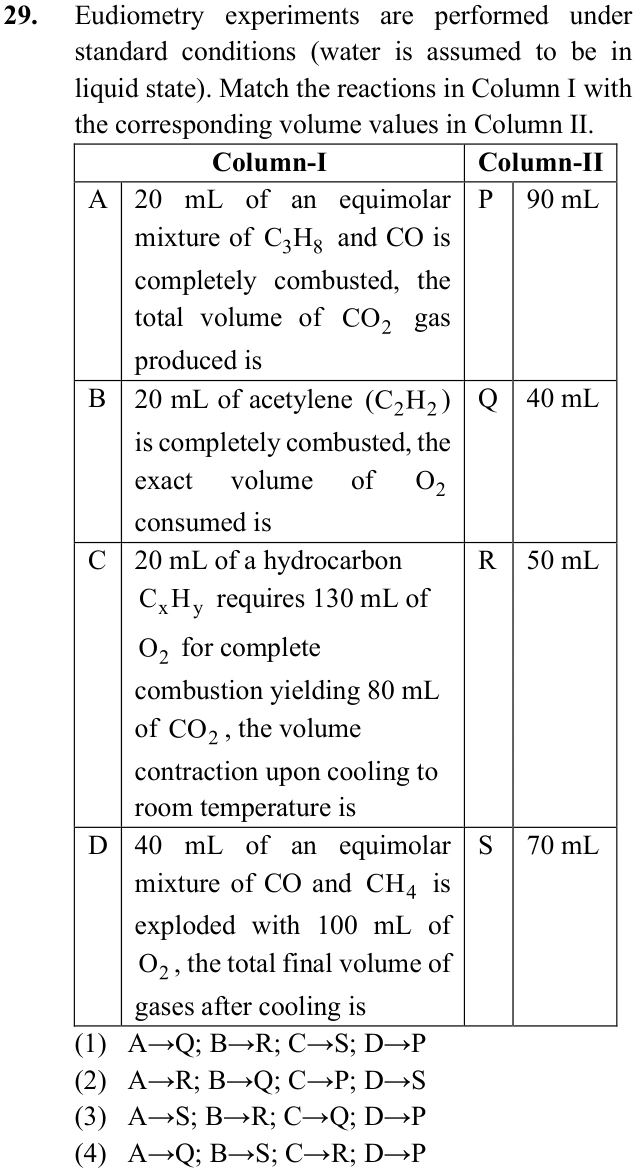 29. Eudiometry experiments are performed under
standard conditions (water is assumed to be in
liquid state). Match the reactions in Column I with
the corresponding volume values in Column II.
Column-I Column-II
A 20 mL of an equimolar P 90 mL
mixture of C₃H₈ and CO is
completely combusted, the
total volume of CO₂ gas
produced is
B 20 mL of acetylene (C₂H₂) Q 40 mL
is completely combusted, the
exact volume of O₂
consumed is
C 20 mL of a hydrocarbon R 50 mL
CₓHᵧ requires 130 mL of
O₂ for complete
combustion yielding 80 mL
of CO₂, the volume
contraction upon cooling to
room temperature is
D 40 mL of an equimolar S 70 mL
mixture of CO and CH₄ is
exploded with 100 mL of
O₂, the total final volume of
gases after cooling is
(1) A→Q; B→R; C→S; D→P
(2) A→R; B→Q; C→P; D→S
(3) A→S; B→R; C→Q; D→P
(4) A→Q; B→S; C→R; D→P